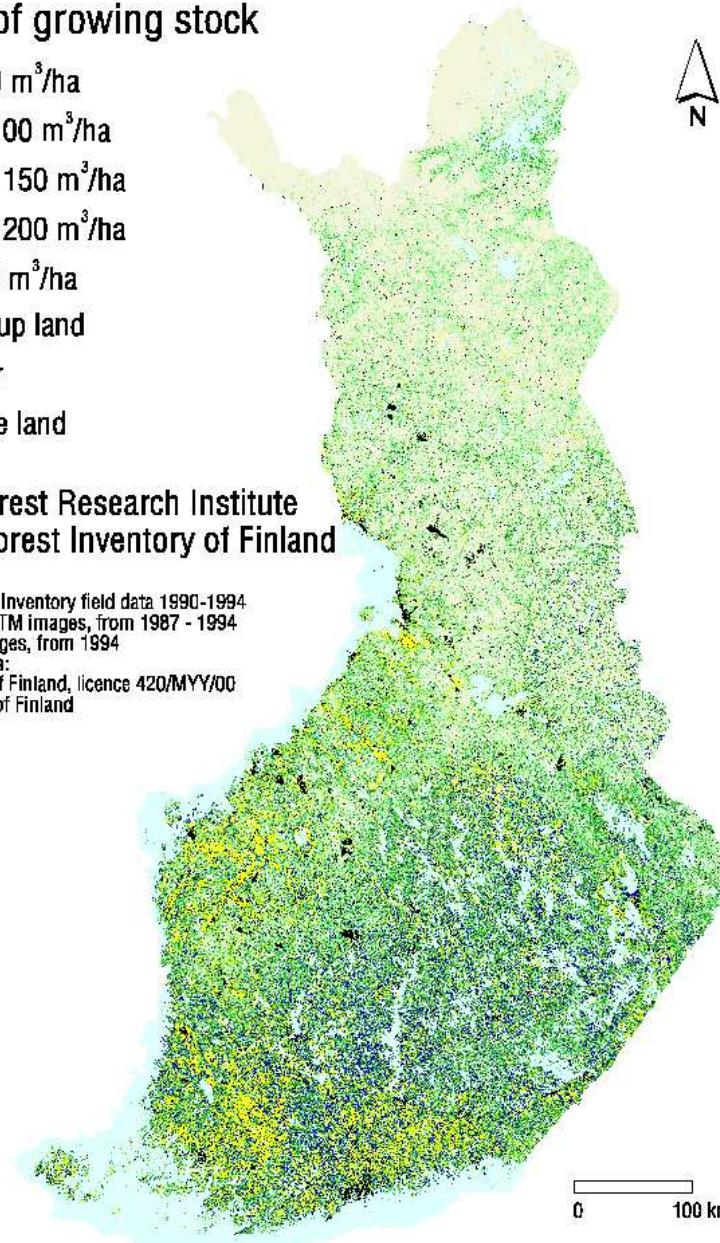 of growing stock
m³/ha
00 m³/ha
150 m³/ha
200 m³/ha
m³/ha
up land
e land
rest Research Institute
orest Inventory of Finland
Inventory field data 1990-1994
TM images, from 1987 - 1994
ges, from 1994
a:
of Finland, licence 420/MYY/00
of Finland
N
0 100 km